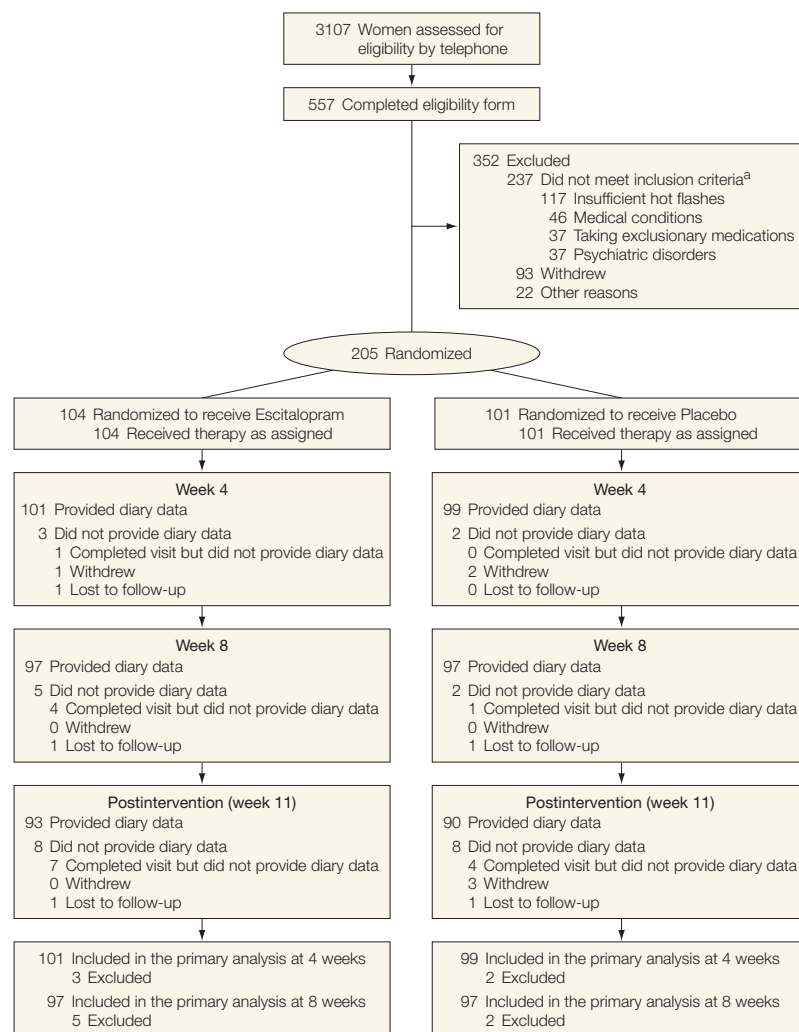 3107 Women assessed for
eligibility by telephone
557 Completed eligibility form
352 Excluded
237 Did not meet inclusion criteriaa
117 Insufficient hot flashes
46 Medical conditions
37 Taking exclusionary medications
37 Psychiatric disorders
93 Withdrew
22 Other reasons
205 Randomized
104 Randomized to receive Escitalopram
104 Received therapy as assigned
101 Randomized to receive Placebo
101 Received therapy as assigned
Week 4
101 Provided diary data
3 Did not provide diary data
1 Completed visit but did not provide diary data
1 Withdrew
1 Lost to follow-up
Week 4
99 Provided diary data
2 Did not provide diary data
0 Completed visit but did not provide diary data
2 Withdrew
0 Lost to follow-up
Week 8
97 Provided diary data
5 Did not provide diary data
4 Completed visit but did not provide diary data
0 Withdrew
1 Lost to follow-up
Week 8
97 Provided diary data
2 Did not provide diary data
1 Completed visit but did not provide diary data
0 Withdrew
1 Lost to follow-up
Postintervention (week 11)
93 Provided diary data
8 Did not provide diary data
7 Completed visit but did not provide diary data
0 Withdrew
1 Lost to follow-up
Postintervention (week 11)
90 Provided diary data
8 Did not provide diary data
4 Completed visit but did not provide diary data
3 Withdrew
1 Lost to follow-up
101 Included in the primary analysis at 4 weeks
3 Excluded
97 Included in the primary analysis at 8 weeks
5 Excluded
99 Included in the primary analysis at 4 weeks
2 Excluded
97 Included in the primary analysis at 8 weeks
2 Excluded